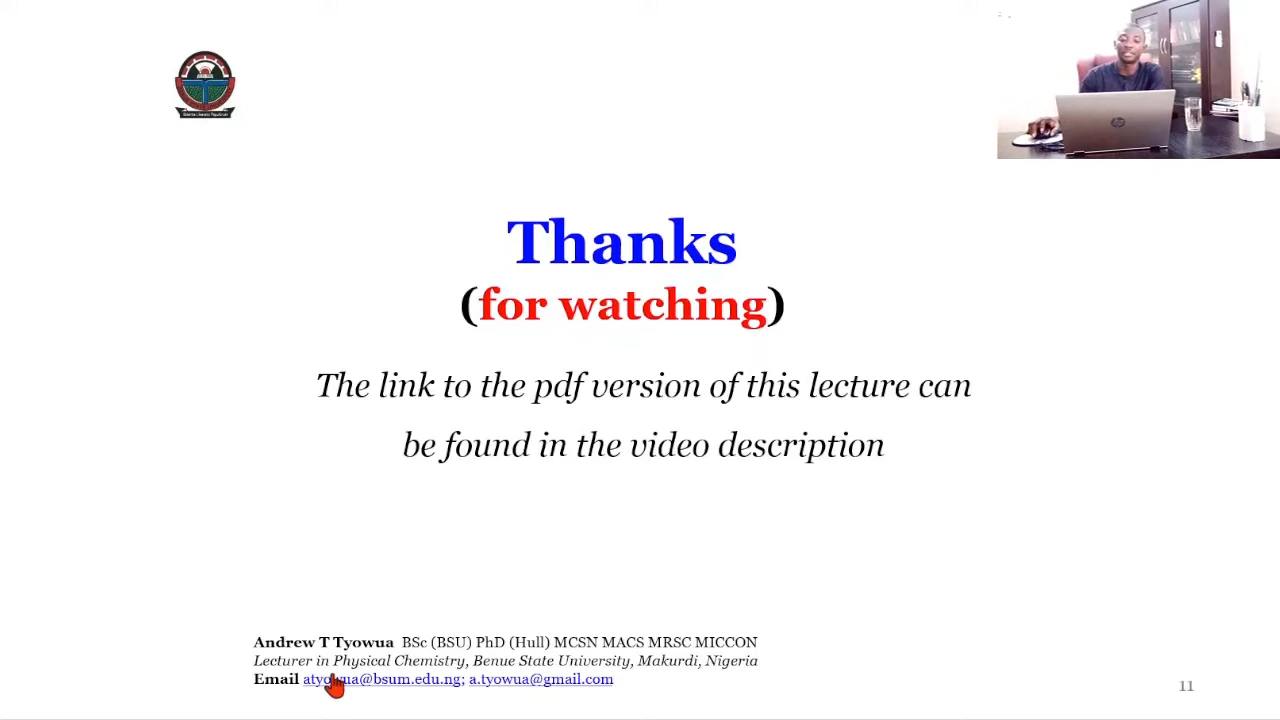 Thanks
(for watching)
The link to the pdf version of this lecture can
be found in the video description
Andrew T Tyowua BSc (BSU) PhD (Hull) MCSN MACS MRSC MICCON
Lecturer in Physical Chemistry, Benue State University, Makurdi, Nigeria
Email atyowua@bsum.edu.ng; a.tyowua@gmail.com
11